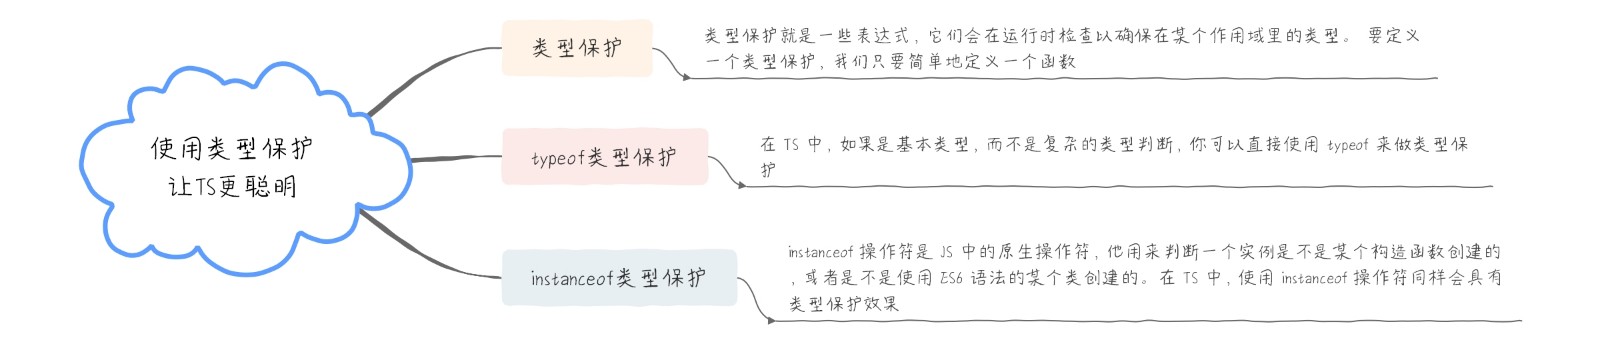 使用类型保护
让TS更聪明
类型保护
类型保护就是一些表达式，它们会在运行时检查以确保在某个作用域里的类型。 要定义
一个类型保护，我们只要简单地定义一个函数
typeof类型保护
在 TS 中，如果是基本类型，而不是复杂的类型判断，你可以直接使用 typeof 来做类型保
护
instanceof类型保护
instanceof 操作符是 JS 中的原生操作符，他用来判断一个实例是不是某个构造函数创建的
，或者是不是使用 ES6 语法的某个类创建的。在 TS 中，使用 instanceof 操作符同样会具有
类型保护效果